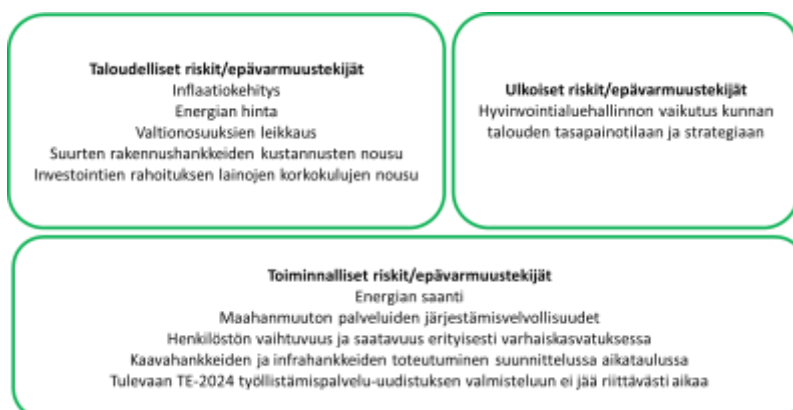 Taloudelliset riskit/epävarmuustekijät
Inflaatiokehitys
Energian hinta
Valtionosuuksien leikkaus
Suurten rakennushankkeiden kustannusten nousu
Investointien rahoituksen lainojen korkokulujen nousu
Ulkoiset riskit/epävarmuustekijät
Hyvinvointialuehallinnon vaikutus kunnan
talouden tasapainotilaan ja strategiaan
Toiminnalliset riskit/epävarmuustekijät
Energian saanti
Maahanmuuton palveluiden järjestämisvelvollisuudet
Henkilöstön vaihtuvuus ja saatavuus erityisesti varhaiskasvatuksessa
Kaavahankkeiden ja infrahankkeiden toteutuminen suunnittelussa aikataulussa
Tulevaan TE-2024 työllistämispalvelu-uudistuksen valmisteluun ei jää riittävästi aikaa